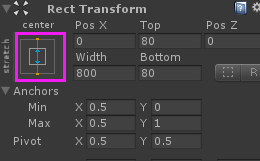 Rect Transform
center Pos X Top Pos Z
stretch 0 80 0
Width Bottom
800 80 R
Anchors
Min X 0.5 Y 0
Max X 0.5 Y 1
Pivot X 0.5 Y 0.5